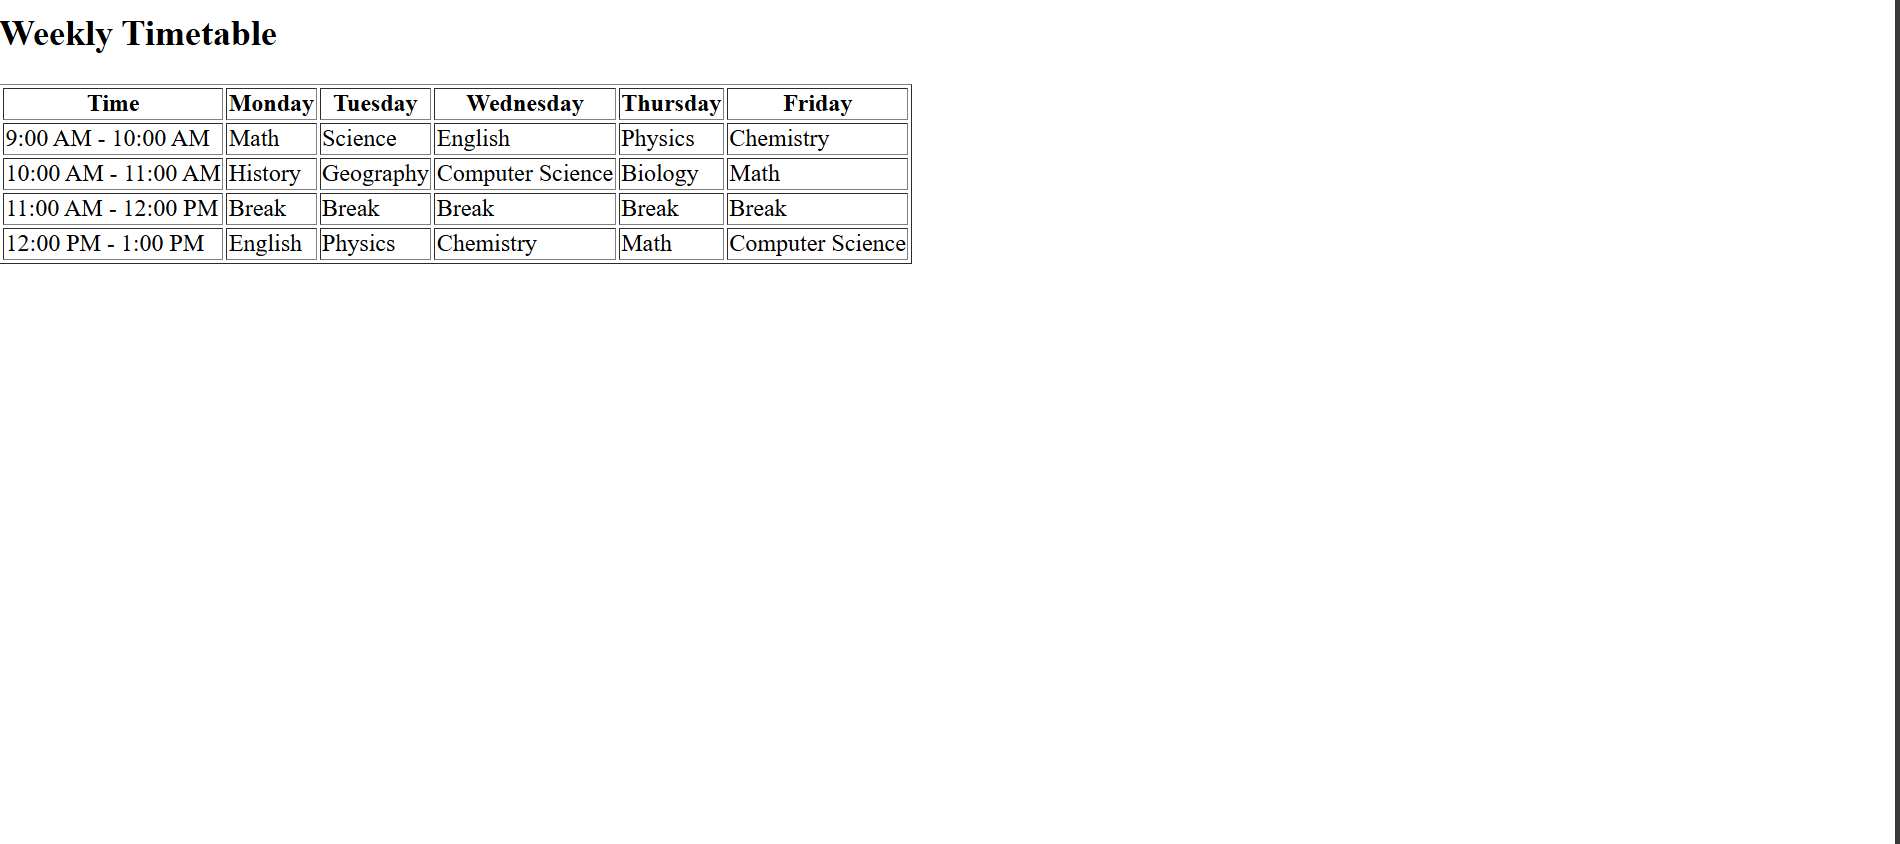 Weekly Timetable
Time Monday Tuesday Wednesday Thursday Friday
9:00 AM - 10:00 AM Math Science English Physics Chemistry
10:00 AM - 11:00 AM History Geography Computer Science Biology Math
11:00 AM - 12:00 PM Break Break Break Break Break
12:00 PM - 1:00 PM English Physics Chemistry Math Computer Science